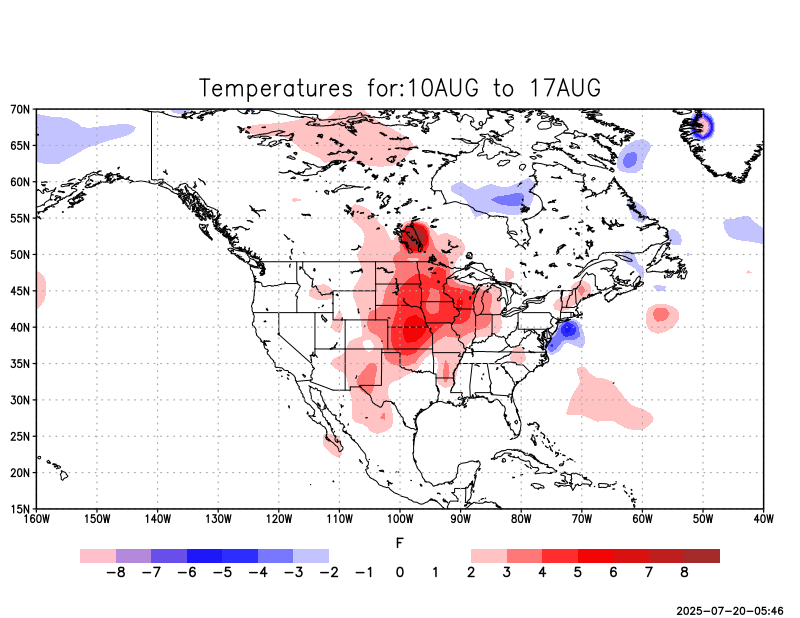 Temperatures for:10AUG to 17AUG
70N
65N
60N
55N
50N
45N
40N
35N
30N
25N
20N
15N
160W 150W 140W 130W 120W 110W 100W 90W 80W 70W 60W 50W 40W
F
-8 -7 -6 -5 -4 -3 -2 -1 0 1 2 3 4 5 6 7 8
2025-07-20-05:46